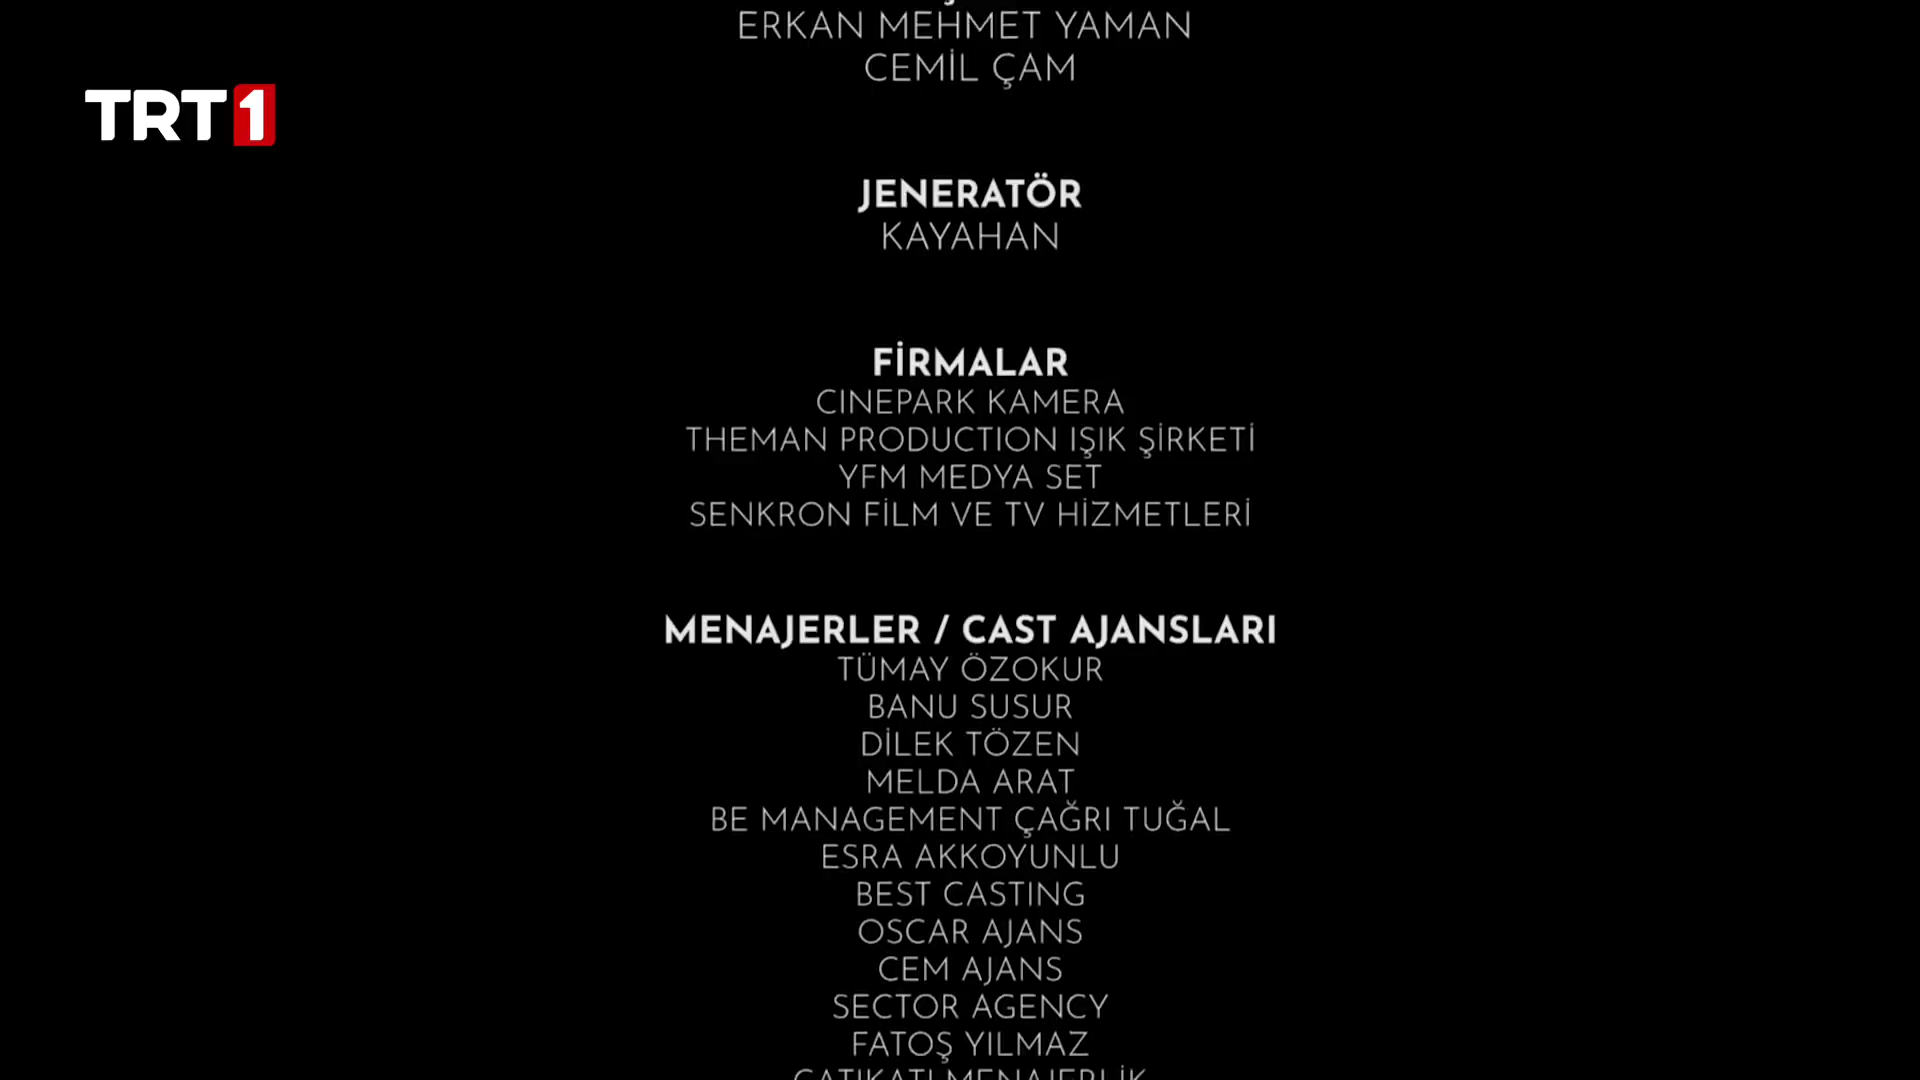 ERKAN MEHMET YAMAN
CEMİL ÇAM
TRT 1
JENERATÖR
KAYAHAN
FİRMALAR
CINEPARK KAMERA
THEMAN PRODUCTION IŞIK ŞİRKETİ
YFM MEDYA SET
SENKRON FİLM VE TV HİZMETLERİ
MENAJERLER / CAST AJANSLARI
TÜMAY ÖZOKUR
BANU SUSUR
DİLEK TÖZEN
MELDA ARAT
BE MANAGEMENT ÇAĞRI TUĞAL
ESRA AKKOYUNLU
BEST CASTING
OSCAR AJANS
CEM AJANS
SECTOR AGENCY
FATOŞ YILMAZ